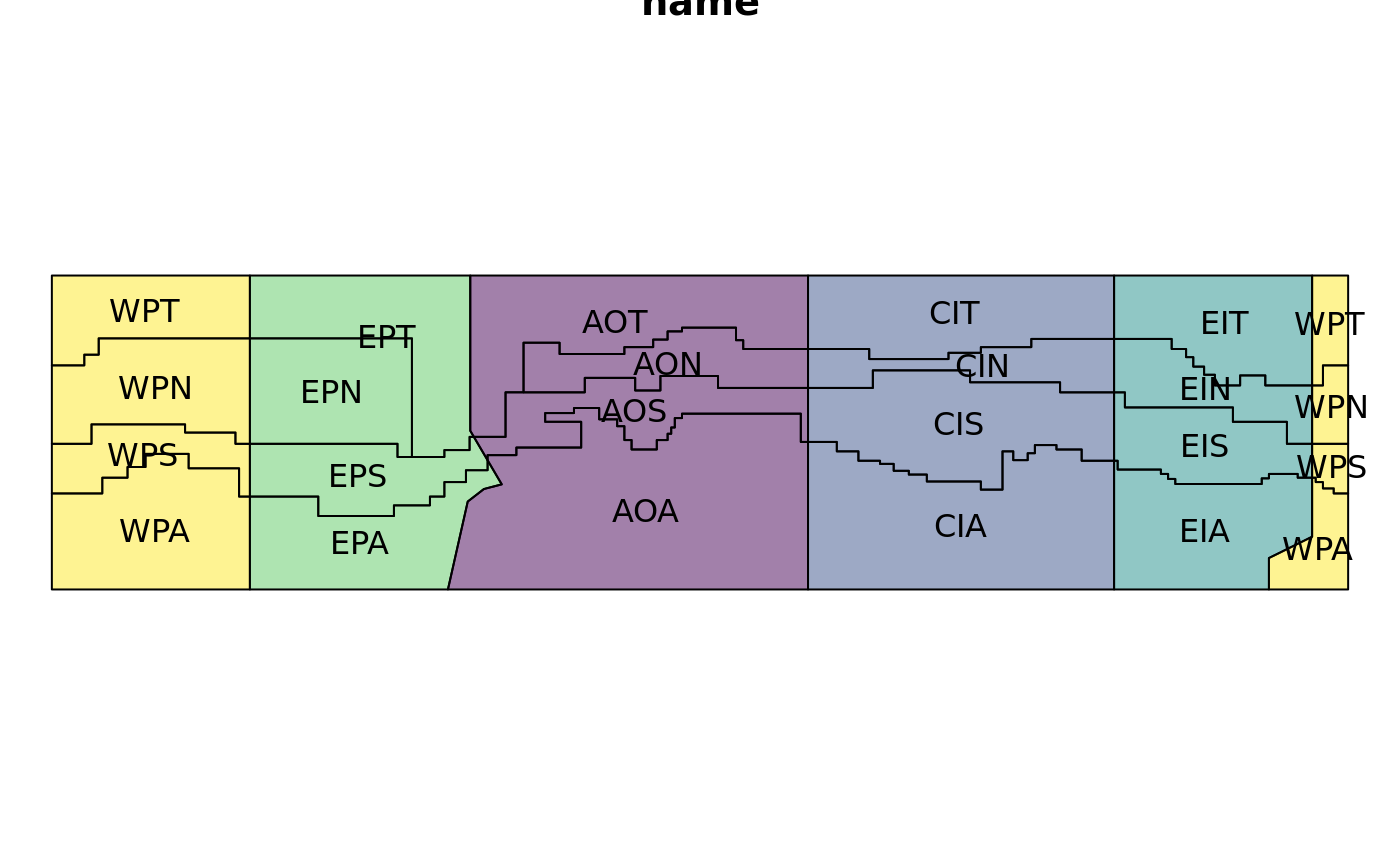 name
WPT
EPT
AOT
CIT
EIT
WPT
WPN
EPN
AON
CIN
EIN
WPN
WPS
EPS
AOS
CIS
EIS
WPS
WPA
EPA
AOA
CIA
EIA
WPA